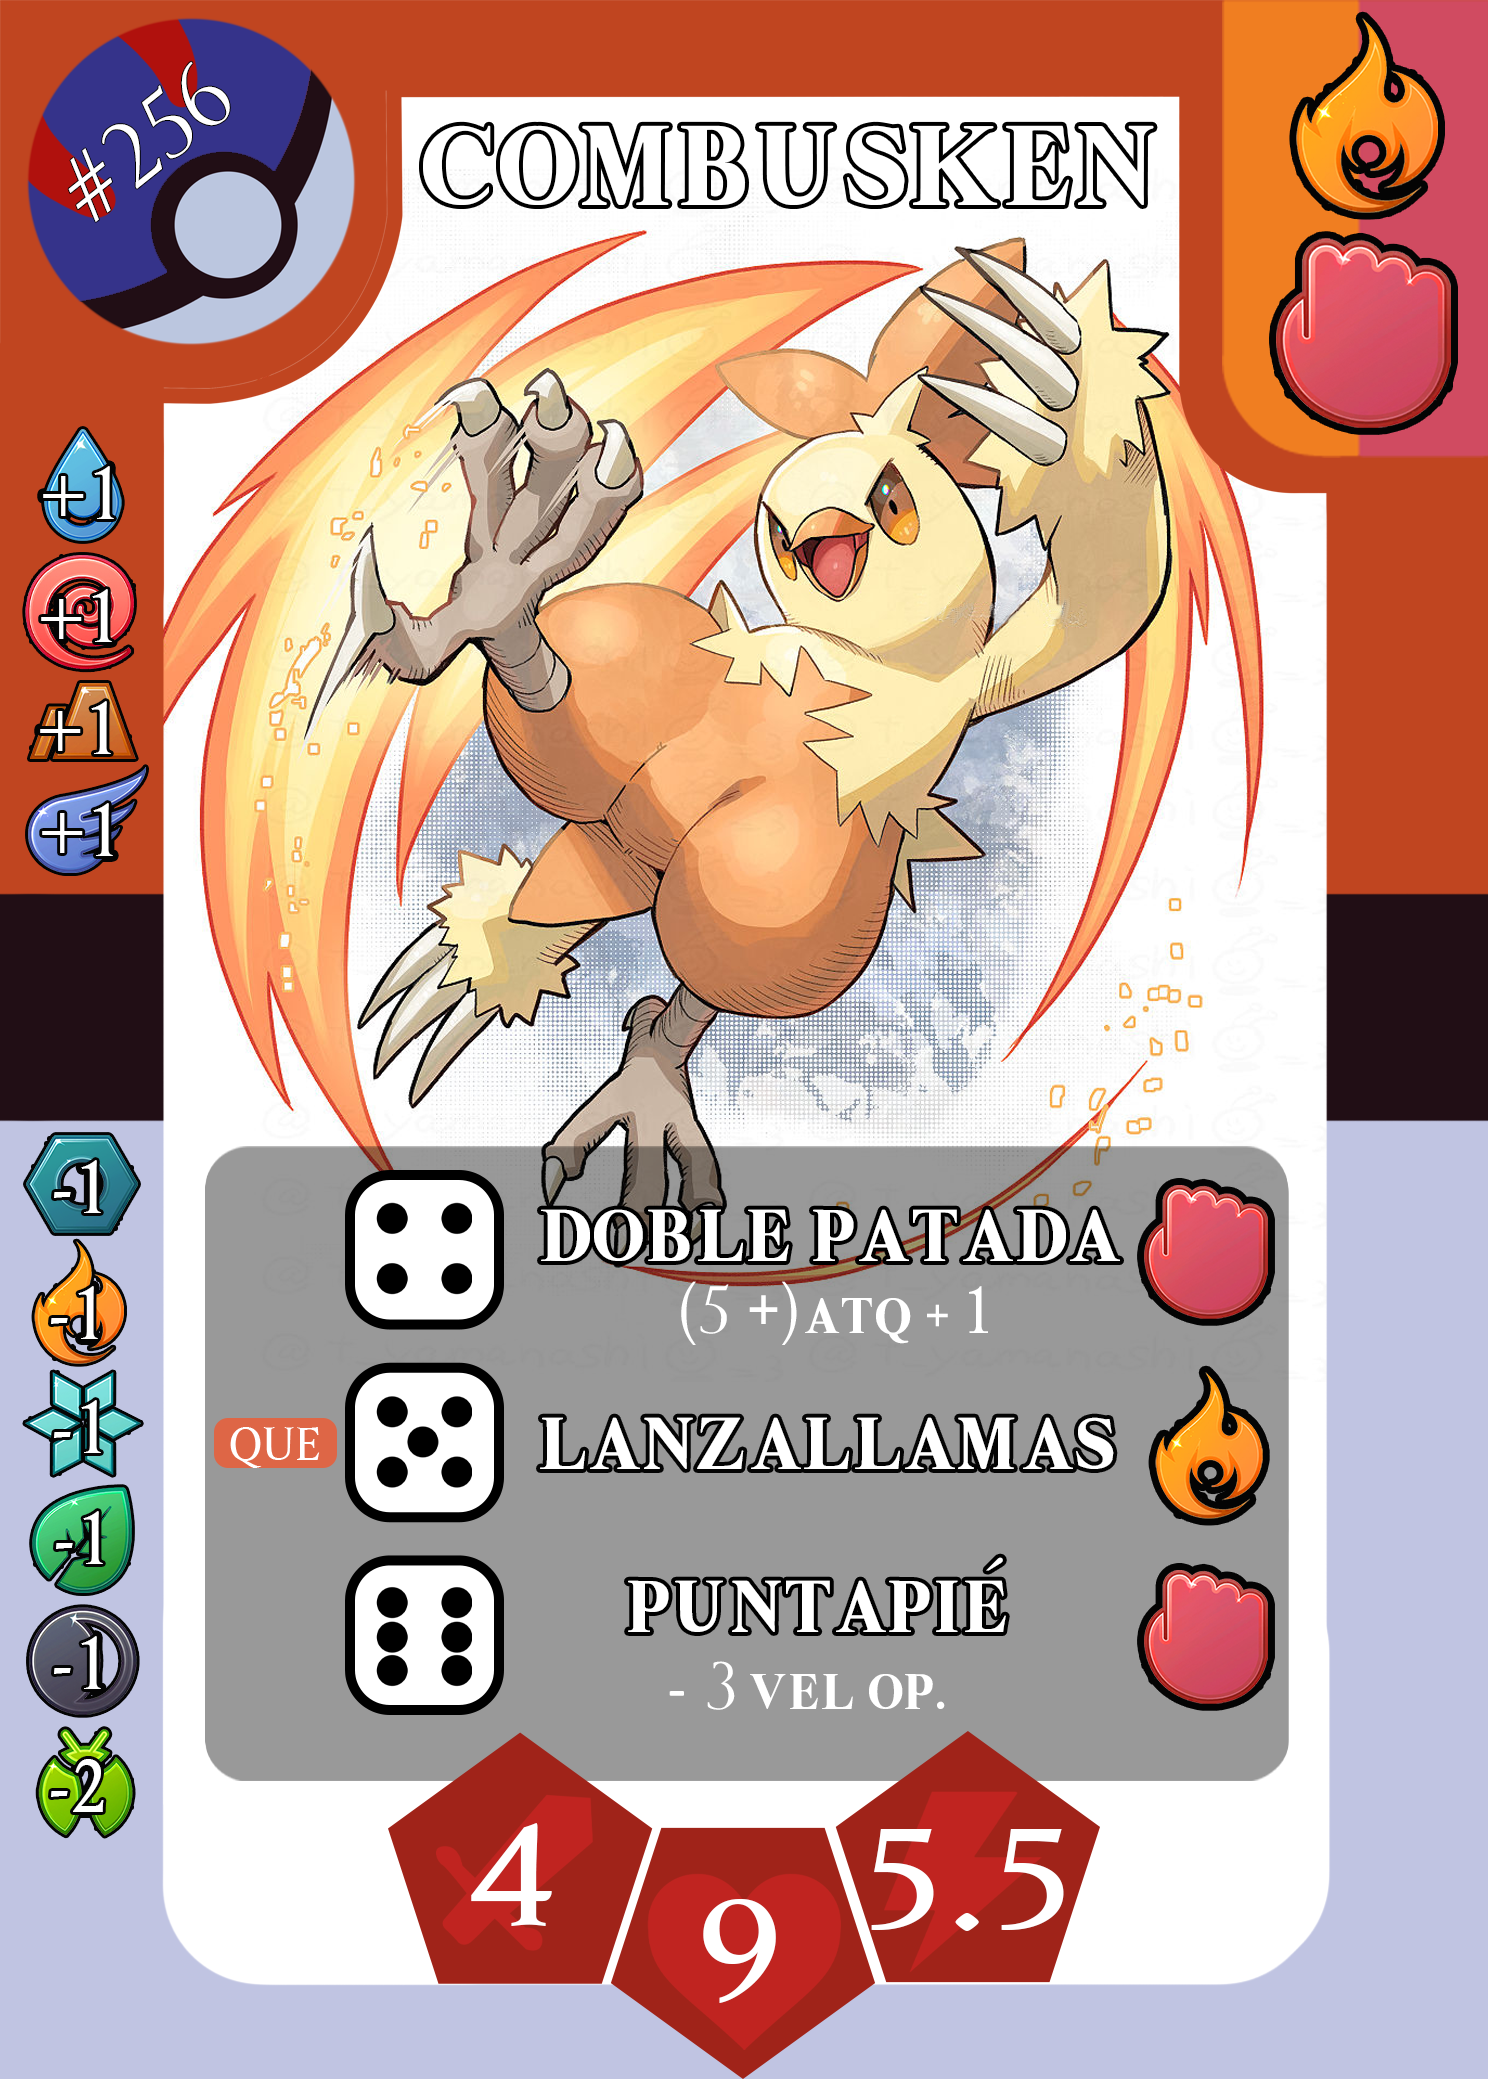 #256
COMBUSKEN
+1
+1
+1
+1
-1
-1
-1
-1
-1
-2
DOBLE PATADA
(5 +) ATQ + 1
QUE
LANZALLAMAS
PUNTAPIÉ
- 3 VEL OP.
4
9
5.5